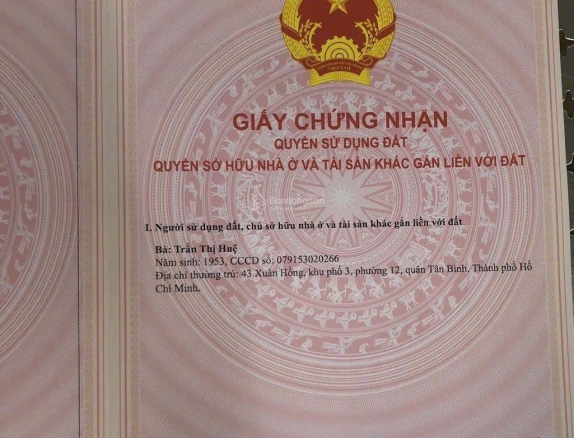 VIỆT NAM
GIẤY CHỨNG NHẬN
QUYỀN SỬ DỤNG ĐẤT
QUYỀN SỞ HỮU NHÀ Ở VÀ TÀI SẢN KHÁC GẮN LIỀN VỚI ĐẤT
Batdongsan
I. Người sử dụng đất, chủ sở hữu nhà ở và tài sản khác gắn liền với đất
Bà: Trần Thị Huệ
Năm sinh: 1953, CCCD số: 079153020266
Địa chỉ thường trú: 43 Xuân Hồng, khu phố 3, phường 12, quận Tân Bình, Thành phố Hồ
Chí Minh.